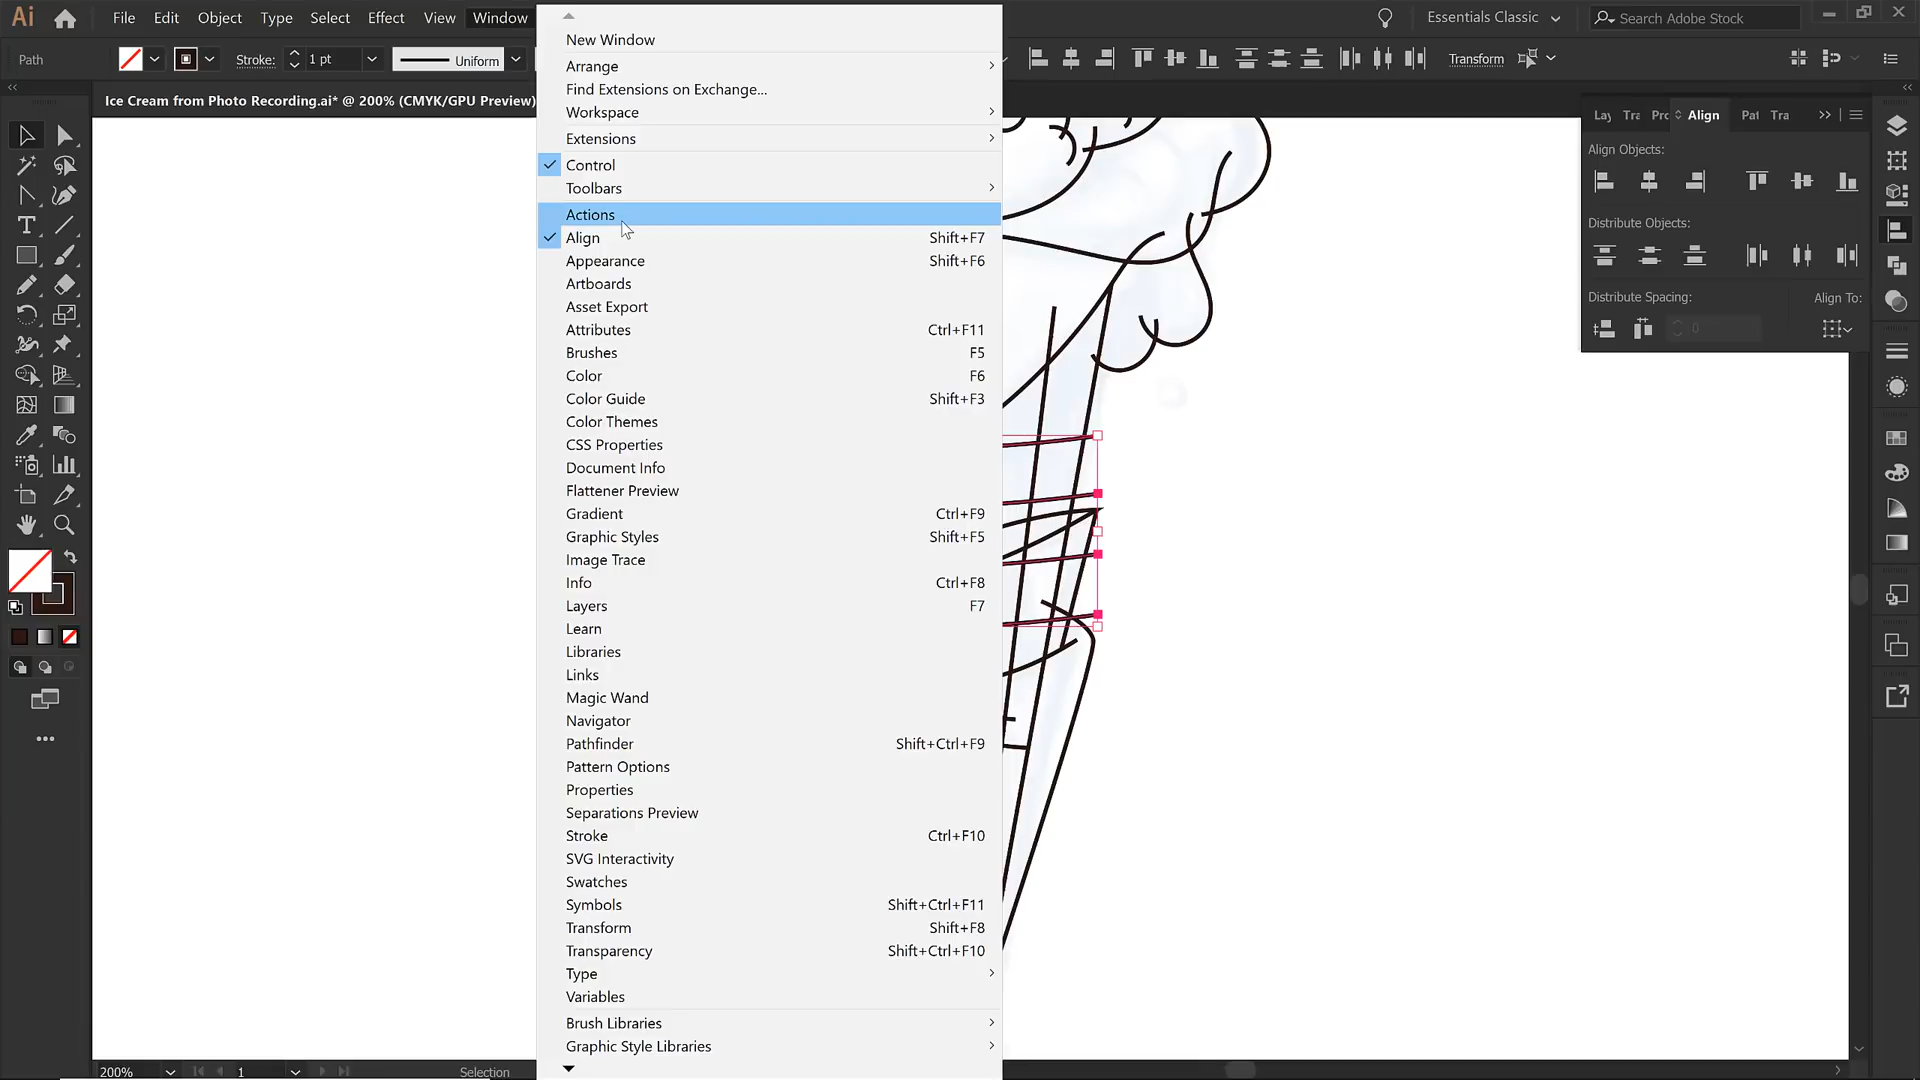 Ai File Edit Object Type Select Effect View Window
Essentials Classic
Search Adobe Stock
Path
Stroke:
1 pt
Uniform
Transform
Ice Cream from Photo Recording.ai* @ 200% (CMYK/GPU Preview)
New Window
Arrange
Find Extensions on Exchange...
Workspace
Extensions
Control
Toolbars
Actions
Align Shift+F7
Appearance Shift+F6
Artboards
Asset Export
Attributes Ctrl+F11
Brushes F5
Color F6
Color Guide Shift+F3
Color Themes
CSS Properties
Document Info
Flattener Preview
Gradient Ctrl+F9
Graphic Styles Shift+F5
Image Trace
Info Ctrl+F8
Layers F7
Learn
Libraries
Links
Magic Wand
Navigator
Pathfinder Shift+Ctrl+F9
Pattern Options
Properties
Separations Preview
Stroke Ctrl+F10
SVG Interactivity
Swatches
Symbols Shift+Ctrl+F11
Transform Shift+F8
Transparency Shift+Ctrl+F10
Type
Variables
Brush Libraries
Graphic Style Libraries
Lay Tra Pro Align Pat Tra
Align Objects:
Distribute Objects:
Distribute Spacing:
Align To:
0
200%
1
Selection